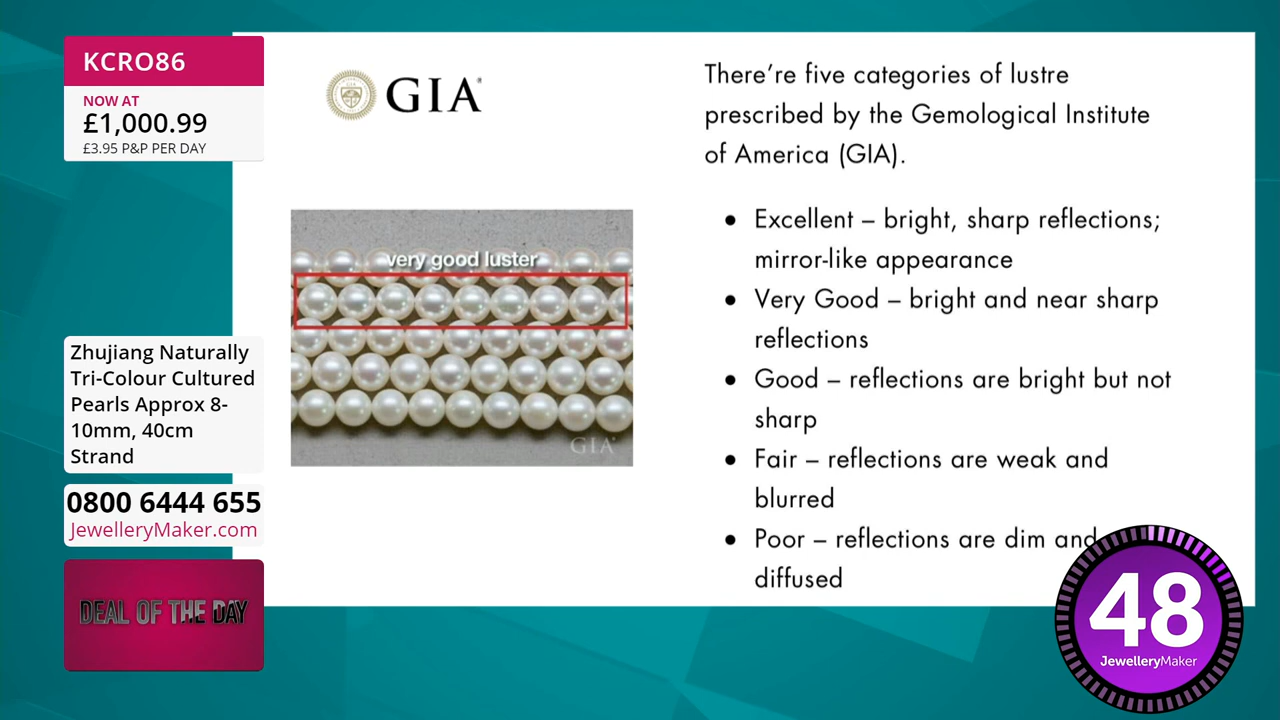 KCRO86
NOW AT
£1,000.99
£3.95 P&P PER DAY
GIA
very good luster
GIA
There’re five categories of lustre
prescribed by the Gemological Institute
of America (GIA).
• Excellent – bright, sharp reflections;
mirror-like appearance
• Very Good – bright and near sharp
reflections
• Good – reflections are bright but not
sharp
• Fair – reflections are weak and
blurred
• Poor – reflections are dim and
diffused
Zhujiang Naturally
Tri-Colour Cultured
Pearls Approx 8-
10mm, 40cm
Strand
0800 6444 655
JewelleryMaker.com
DEAL OF THE DAY
48
JewelleryMaker